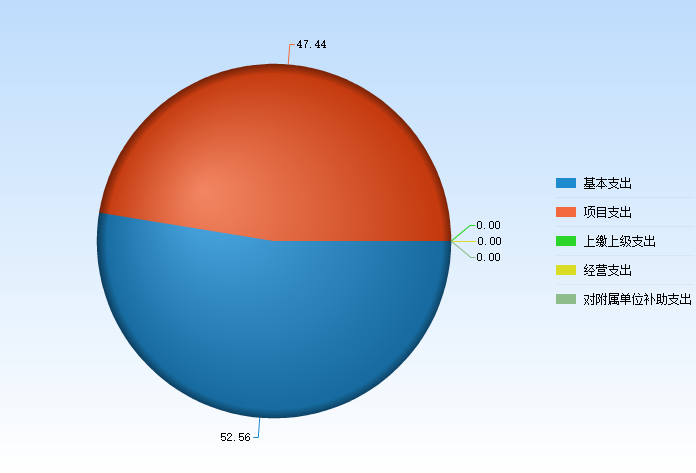 47.44
0.00
0.00
0.00
52.56
基本支出
项目支出
上缴上级支出
经营支出
对附属单位补助支出